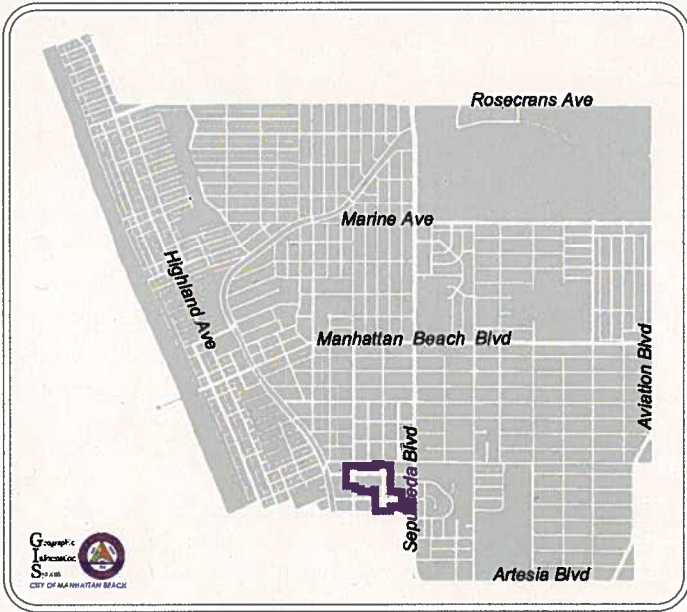 Rosecrans Ave
Marine Ave
Highland Ave
Manhattan Beach Blvd
Aviation Blvd
Sepulveda Blvd
Geographic
Information
System
CITY OF MANHATTAN BEACH
Artesia Blvd